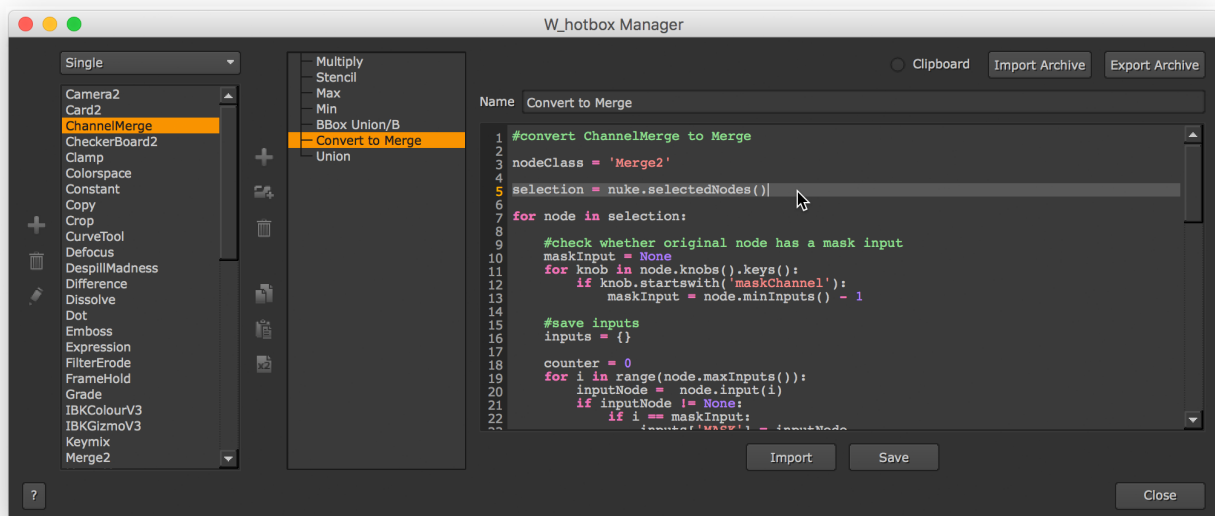 W_hotbox Manager
Single
Camera2
Card2
ChannelMerge
CheckerBoard2
Clamp
Colorspace
Constant
Copy
Crop
CurveTool
Defocus
DespillMadness
Difference
Dissolve
Dot
Emboss
Expression
FilterErode
FrameHold
Grade
IBKColourV3
IBKGizmoV3
Keymix
Merge2
Multiply
Stencil
Max
Min
BBox Union/B
Convert to Merge
Union
x2
Clipboard
Import Archive
Export Archive
Name Convert to Merge
1 #convert ChannelMerge to Merge
2
3 nodeClass = 'Merge2'
4
5 selection = nuke.selectedNodes()
6
7 for node in selection:
8
9     #check whether original node has a mask input
10     maskInput = None
11     for knob in node.knobs().keys():
12         if knob.startswith('maskChannel'):
13             maskInput = node.minInputs() - 1
14
15     #save inputs
16     inputs = {}
17
18     counter = 0
19     for i in range(node.maxInputs()):
20         inputNode =  node.input(i)
21         if inputNode != None:
22             if i == maskInput:
23                 inputs['MASK'] = inputNode
Import
Save
?
Close